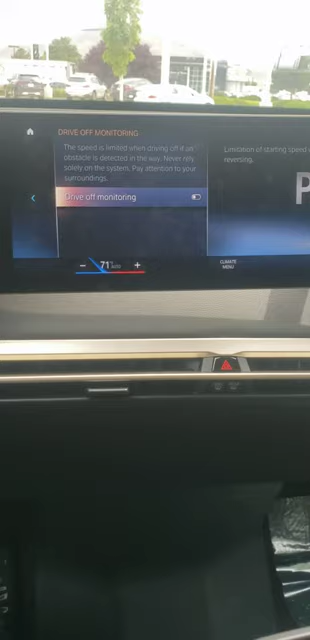 DRIVE OFF MONITORING
The speed is limited when driving off if an
obstacle is detected in the way. Never rely
solely on the system. Pay attention to your
surroundings.
Limitation of starting speed
reversing.
P
Drive off monitoring
− 71° AUTO +
CLIMATE
MENU